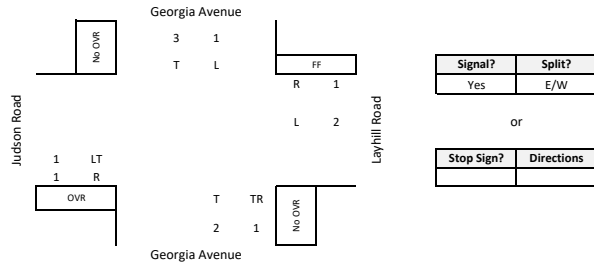 Georgia Avenue
No OVR
3 1
T L
FF
R 1
L 2
Judson Road
Layhill Road
1 LT
1 R
OVR
T TR
2 1
No OVR
Georgia Avenue
Signal? Split?
Yes E/W
or
Stop Sign? Directions